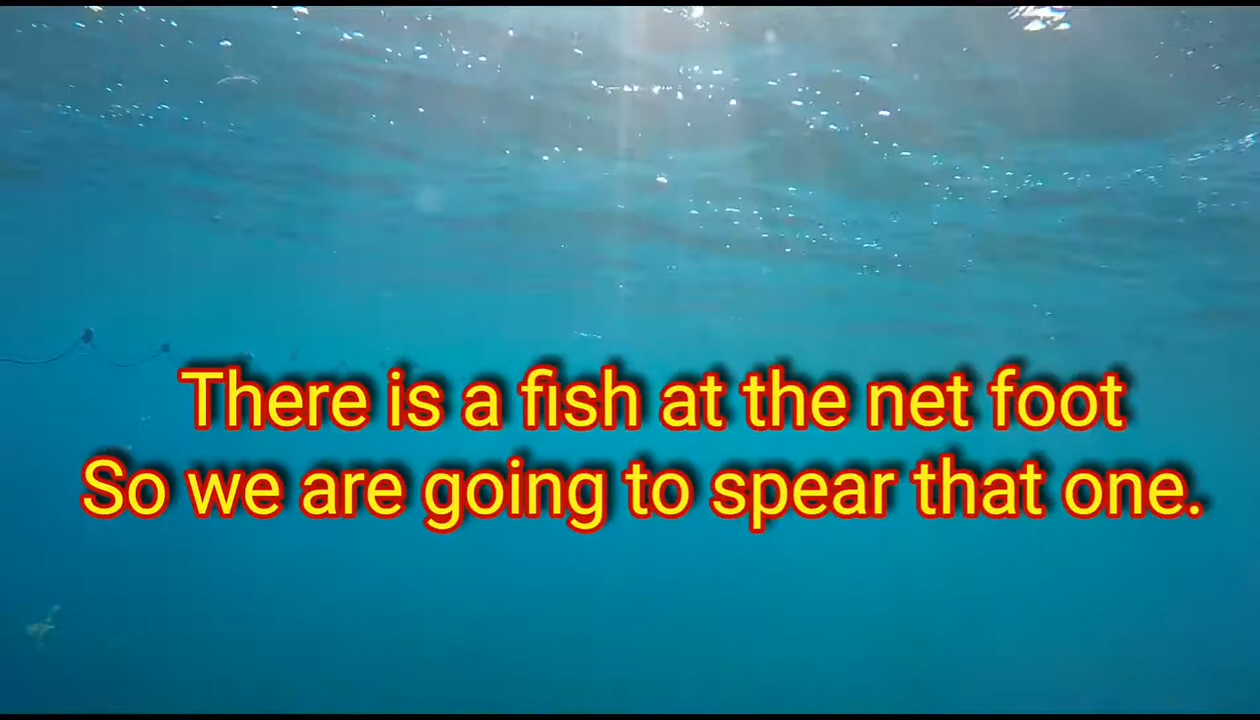 There is a fish at the net foot
So we are going to spear that one.